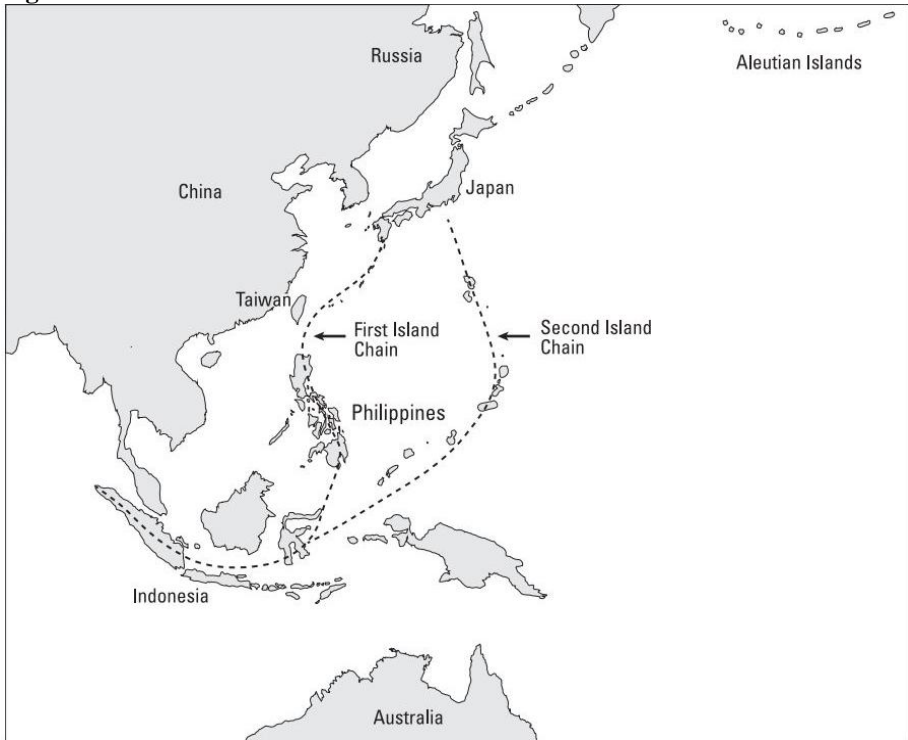 Russia
Aleutian Islands
China
Japan
Taiwan
First Island
Chain
Second Island
Chain
Philippines
Indonesia
Australia